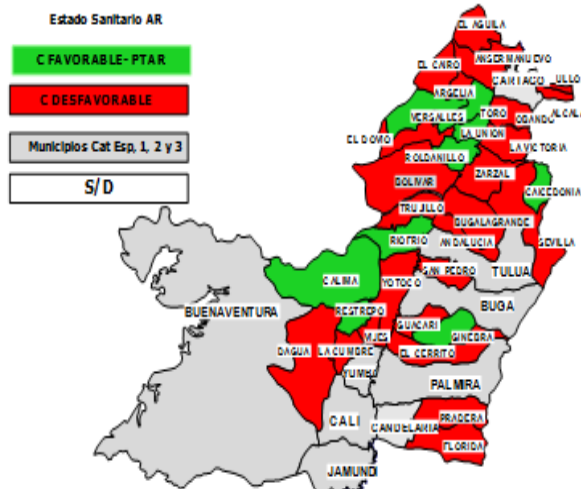 Estado Sanitario AR
C FAVORABLE- PTAR
C DESFAVORABLE
Municipios Cat Esp, 1, 2 y 3
S/D
EL AGUILA
ANSERMANUEVO
EL CAIRO
CARTAGO
ULLO
ARGELIA
ALCALA
VERSALLES
TORO
OBANDO
EL DOVIO
LA UNION
LA VICTORIA
ROLDANILLO
ZARZAL
BOLIVAR
CAICEDONIA
TRUJILLO
BUGALAGRANDE
RIOFRIO
ANDALUCIA
SEVILLA
SAN PEDRO
TULUA
CALIMA
YOTOCO
BUENAVENTURA
RESTREPO
BUGA
GUACARI
VIJES
GINEBRA
DAGUA
LA CUMBRE
EL CERRITO
YUMBO
PALMIRA
CALI
CANDELARIA
PRADERA
FLORIDA
JAMUNDI